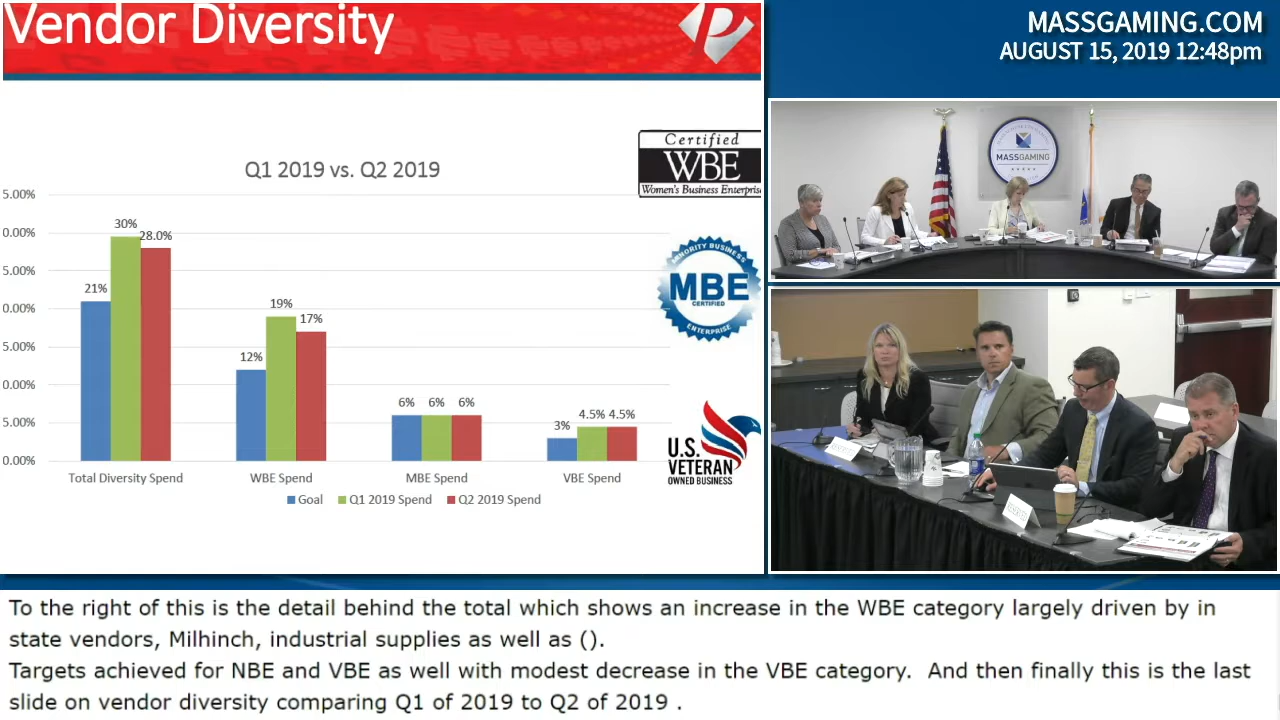 Vendor Diversity
MASSGAMING.COM
AUGUST 15, 2019 12:48pm
Certified
WBE
Women's Business Enterpris
Q1 2019 vs. Q2 2019
5.00%
0.00%
5.00%
0.00%
5.00%
0.00%
5.00%
0.00%
21%
30%
28.0%
12%
19%
17%
6%
6%
6%
3%
4.5%
4.5%
Total Diversity Spend
WBE Spend
MBE Spend
VBE Spend
Goal
Q1 2019 Spend
Q2 2019 Spend
MINORITY BUSINESS
MBE
CERTIFIED
ENTERPRISE
U.S.
VETERAN
OWNED BUSINESS
MASSGAMING
To the right of this is the detail behind the total which shows an increase in the WBE category largely driven by in
state vendors, Milhinch, industrial supplies as well as ().
Targets achieved for NBE and VBE as well with modest decrease in the VBE category.  And then finally this is the last
slide on vendor diversity comparing Q1 of 2019 to Q2 of 2019 .